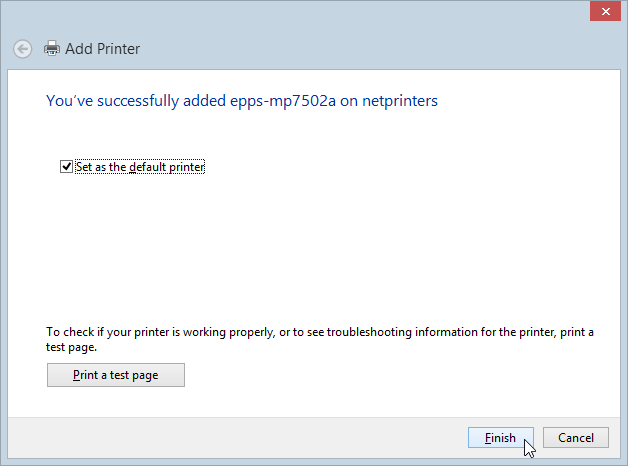 Add Printer
You've successfully added epps-mp7502a on netprinters
Set as the default printer
To check if your printer is working properly, or to see troubleshooting information for the printer, print a
test page.
Print a test page
Finish
Cancel